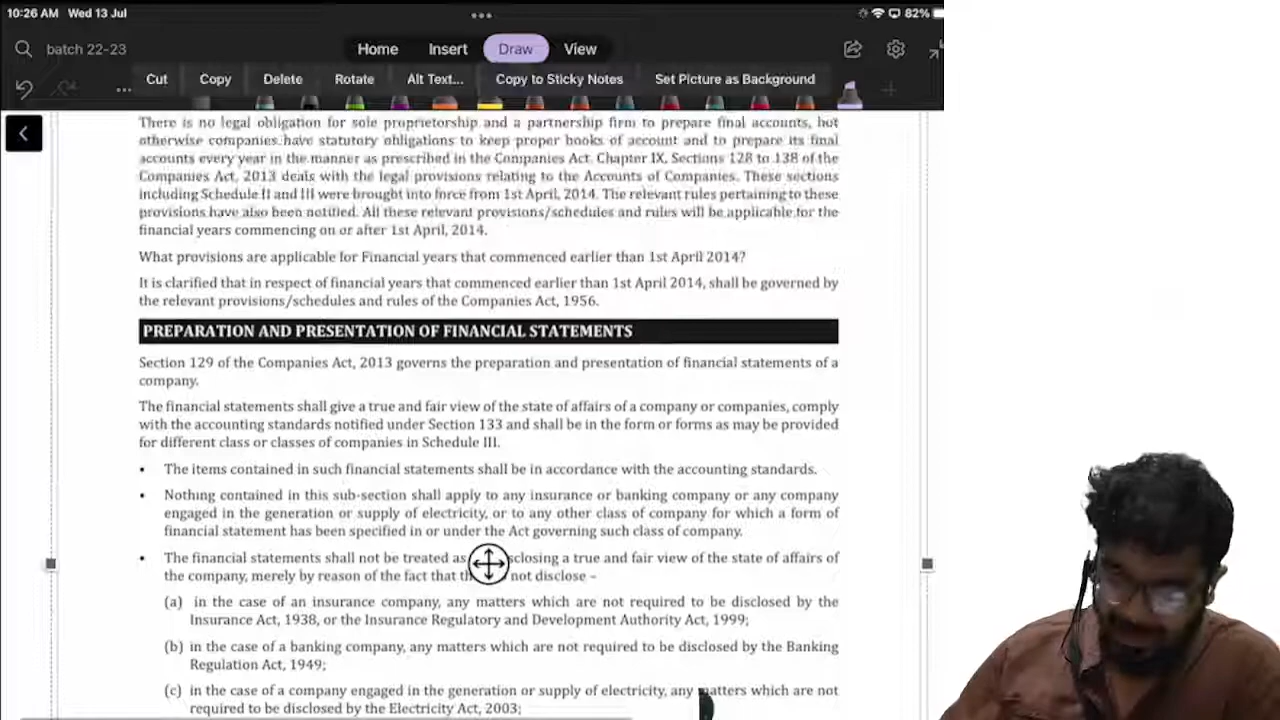 10:26 AM Wed 13 Jul
82%
batch 22-23
Home Insert Draw View
Cut Copy Delete Rotate Alt Text... Copy to Sticky Notes Set Picture as Background
There is no legal obligation for sole proprietorship and a partnership firm to prepare final accounts, but
otherwise companies have statutory obligations to keep proper books of account and to prepare its final
accounts every year in the manner as prescribed in the Companies Act. Chapter IX, Sections 128 to 138 of the
Companies Act, 2013 deals with the legal provisions relating to the Accounts of Companies. These sections
including Schedule II and III were brought into force from 1st April, 2014. The relevant rules pertaining to these
provisions have also been notified. All these relevant provisions/schedules and rules will be applicable for the
financial years commencing on or after 1st April, 2014.
What provisions are applicable for Financial years that commenced earlier than 1st April 2014?
It is clarified that in respect of financial years that commenced earlier than 1st April 2014, shall be governed by
the relevant provisions/schedules and rules of the Companies Act, 1956.
PREPARATION AND PRESENTATION OF FINANCIAL STATEMENTS
Section 129 of the Companies Act, 2013 governs the preparation and presentation of financial statements of a
company.
The financial statements shall give a true and fair view of the state of affairs of a company or companies, comply
with the accounting standards notified under Section 133 and shall be in the form or forms as may be provided
for different class or classes of companies in Schedule III.
• The items contained in such financial statements shall be in accordance with the accounting standards.
• Nothing contained in this sub-section shall apply to any insurance or banking company or any company
engaged in the generation or supply of electricity, or to any other class of company for which a form of
financial statement has been specified in or under the Act governing such class of company.
• The financial statements shall not be treated as sclosing a true and fair view of the state of affairs of
the company, merely by reason of the fact that th not disclose –
(a) in the case of an insurance company, any matters which are not required to be disclosed by the
Insurance Act, 1938, or the Insurance Regulatory and Development Authority Act, 1999;
(b) in the case of a banking company, any matters which are not required to be disclosed by the Banking
Regulation Act, 1949;
(c) in the case of a company engaged in the generation or supply of electricity, any matters which are not
required to be disclosed by the Electricity Act, 2003;